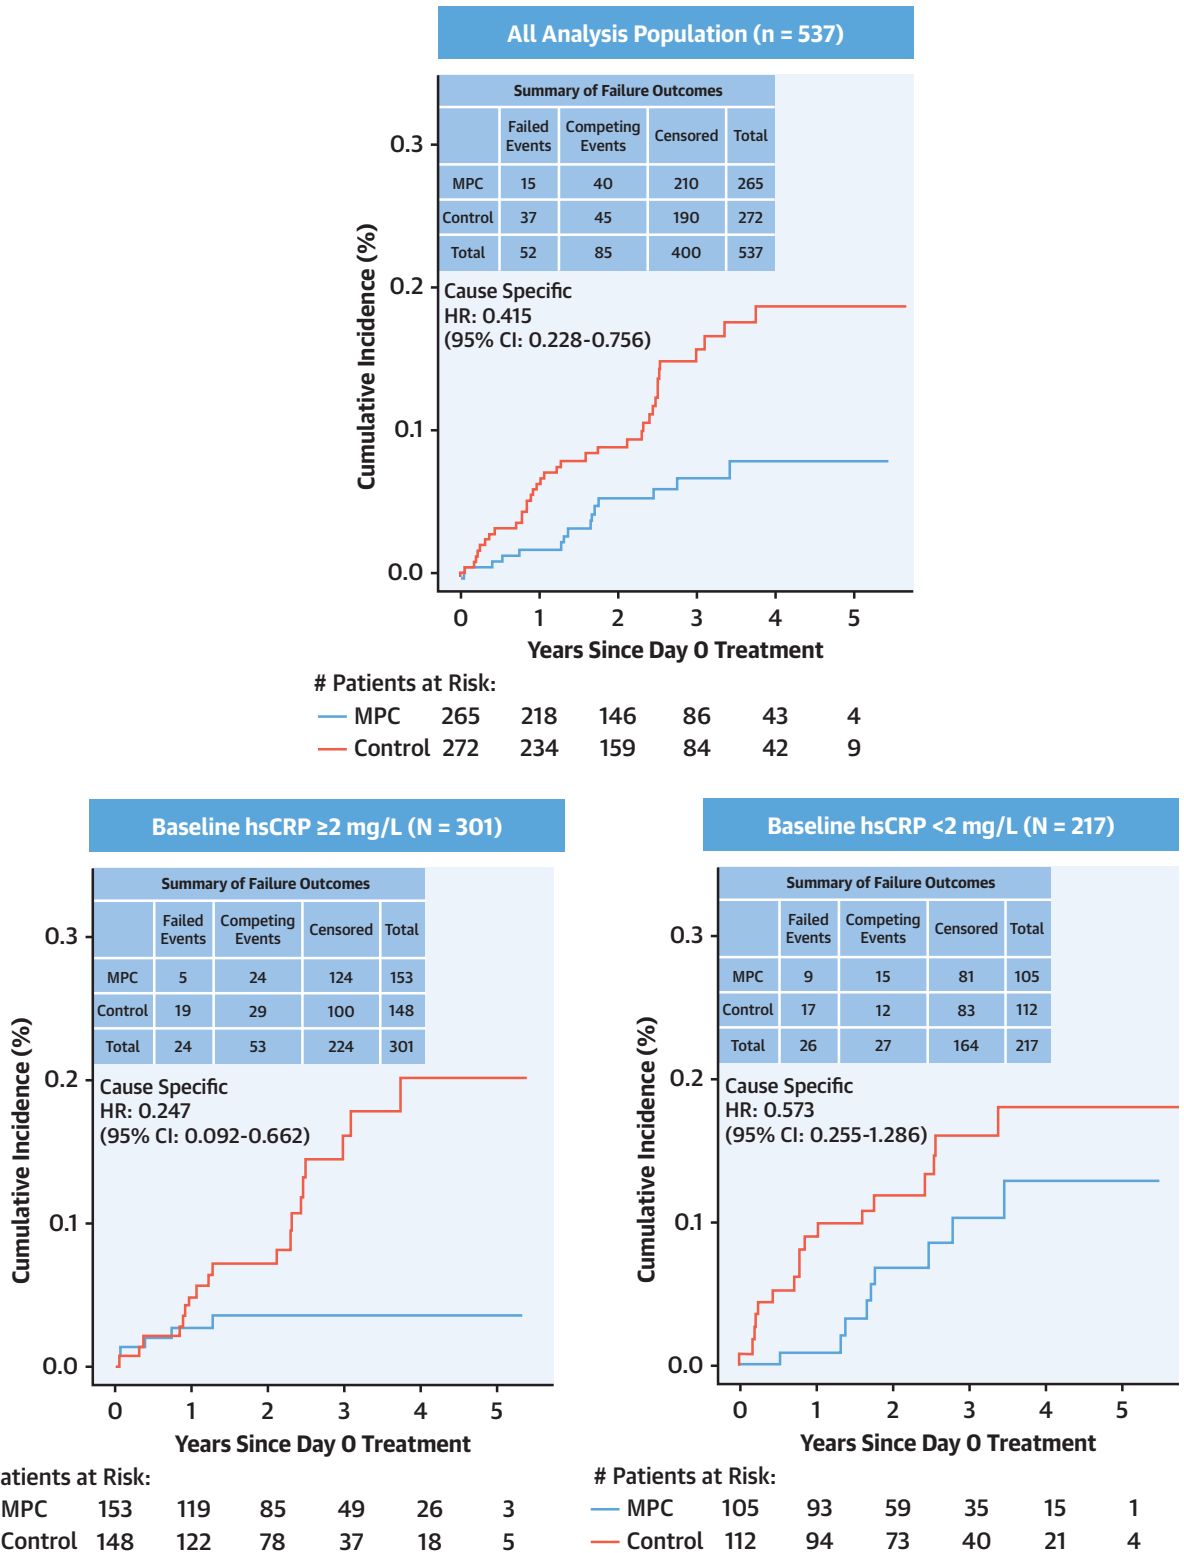 All Analysis Population (n = 537)
Summary of Failure Outcomes
Failed Events Competing Events Censored Total
MPC 15 40 210 265
Control 37 45 190 272
Total 52 85 400 537
Cause Specific
HR: 0.415
(95% CI: 0.228-0.756)
Cumulative Incidence (%)
0.3
0.2
0.1
0.0
0 1 2 3 4 5
Years Since Day 0 Treatment
# Patients at Risk:
MPC 265 218 146 86 43 4
Control 272 234 159 84 42 9
Baseline hsCRP ≥2 mg/L (N = 301)
Summary of Failure Outcomes
Failed Events Competing Events Censored Total
MPC 5 24 124 153
Control 19 29 100 148
Total 24 53 224 301
Cause Specific
HR: 0.247
(95% CI: 0.092-0.662)
Cumulative Incidence (%)
0.3
0.2
0.1
0.0
0 1 2 3 4 5
Years Since Day 0 Treatment
atients at Risk:
MPC 153 119 85 49 26 3
Control 148 122 78 37 18 5
Baseline hsCRP <2 mg/L (N = 217)
Summary of Failure Outcomes
Failed Events Competing Events Censored Total
MPC 9 15 81 105
Control 17 12 83 112
Total 26 27 164 217
Cause Specific
HR: 0.573
(95% CI: 0.255-1.286)
Cumulative Incidence (%)
0.3
0.2
0.1
0.0
0 1 2 3 4 5
Years Since Day 0 Treatment
# Patients at Risk:
MPC 105 93 59 35 15 1
Control 112 94 73 40 21 4